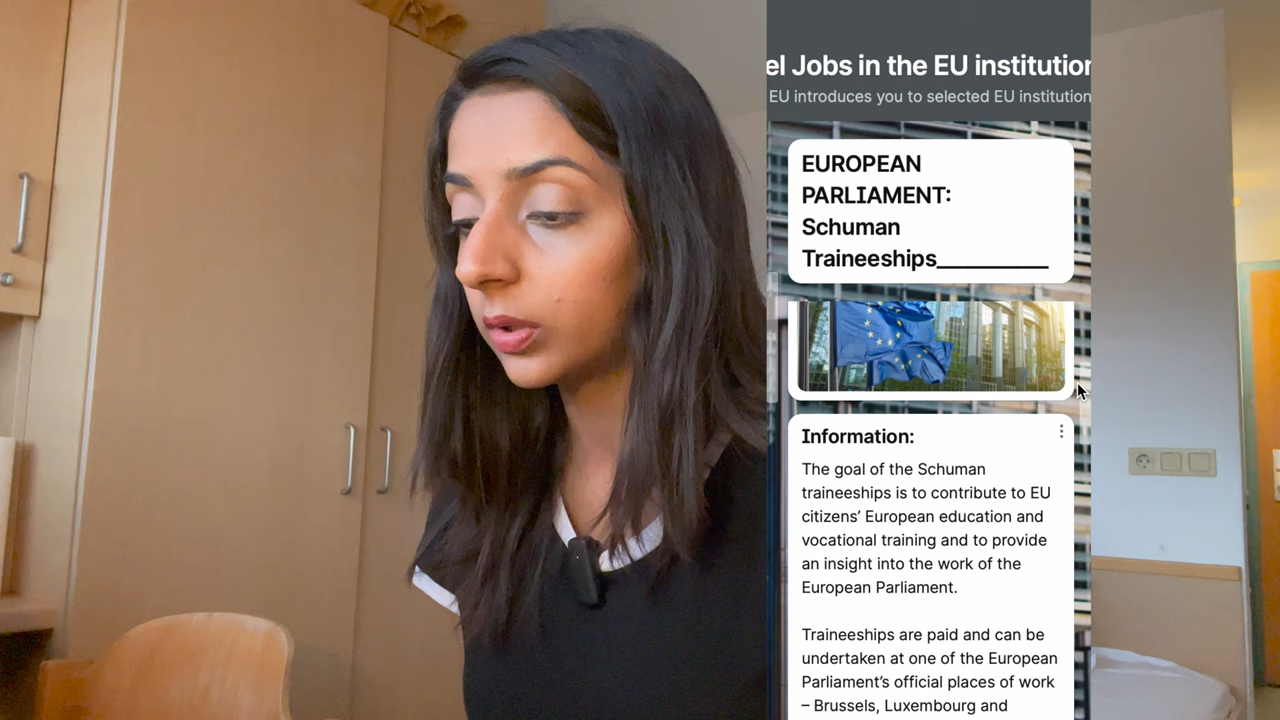 el Jobs in the EU institution
EU introduces you to selected EU institution
EUROPEAN
PARLIAMENT:
Schuman
Traineeships__________
Information:
The goal of the Schuman
traineeships is to contribute to EU
citizens’ European education and
vocational training and to provide
an insight into the work of the
European Parliament.
Traineeships are paid and can be
undertaken at one of the European
Parliament’s official places of work
– Brussels, Luxembourg and